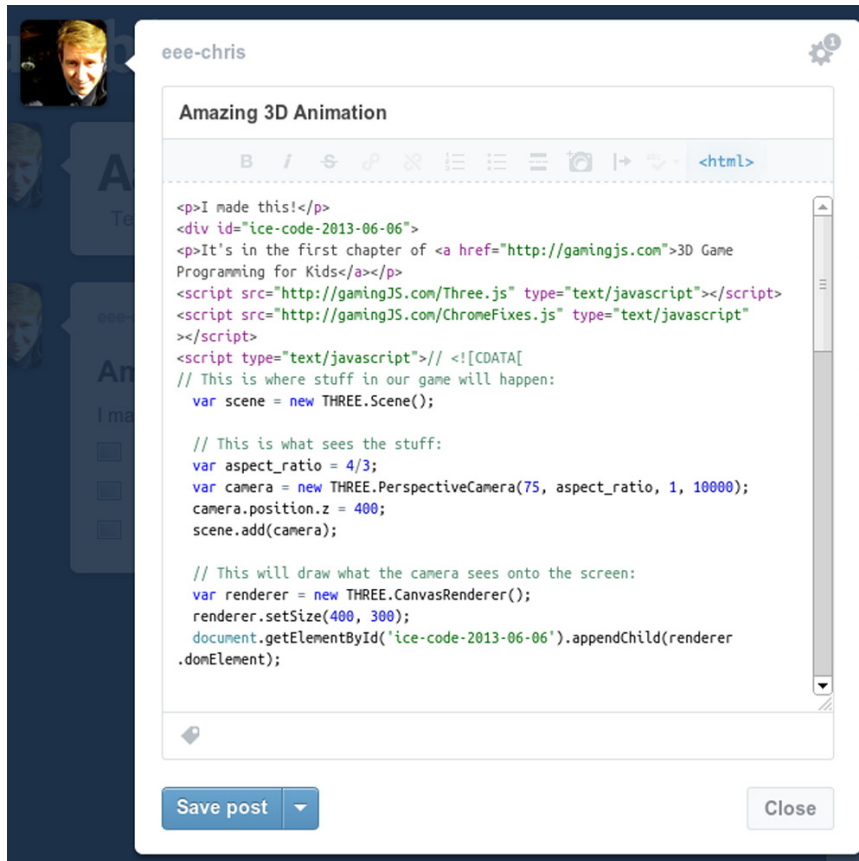 eee-chris
1
Amazing 3D Animation
B i S ABC <html>
<p>I made this!</p>
<div id="ice-code-2013-06-06">
<p>It's in the first chapter of <a href="http://gamingjs.com">3D Game
Programming for Kids</a></p>
<script src="http://gamingJS.com/Three.js" type="text/javascript"></script>
<script src="http://gamingJS.com/ChromeFixes.js" type="text/javascript"
></script>
<script type="text/javascript">// <![CDATA[
// This is where stuff in our game will happen:
var scene = new THREE.Scene();
// This is what sees the stuff:
var aspect_ratio = 4/3;
var camera = new THREE.PerspectiveCamera(75, aspect_ratio, 1, 10000);
camera.position.z = 400;
scene.add(camera);
// This will draw what the camera sees onto the screen:
var renderer = new THREE.CanvasRenderer();
renderer.setSize(400, 300);
document.getElementById('ice-code-2013-06-06').appendChild(renderer
.domElement);
Save post
Close